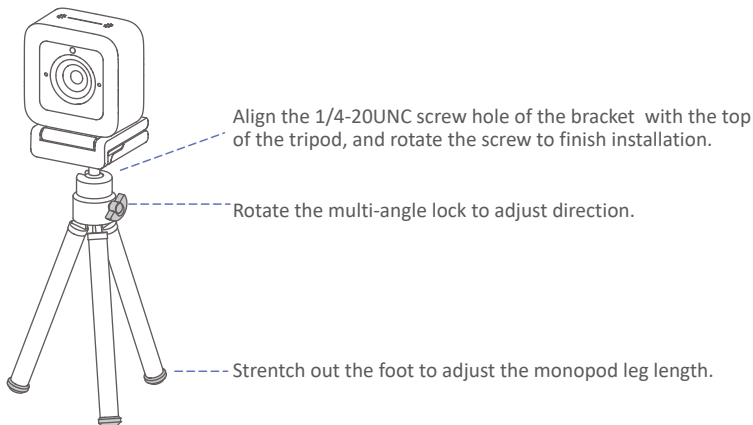 Align the 1/4-20UNC screw hole of the bracket with the top
of the tripod, and rotate the screw to finish installation.
Rotate the multi-angle lock to adjust direction.
Strentch out the foot to adjust the monopod leg length.